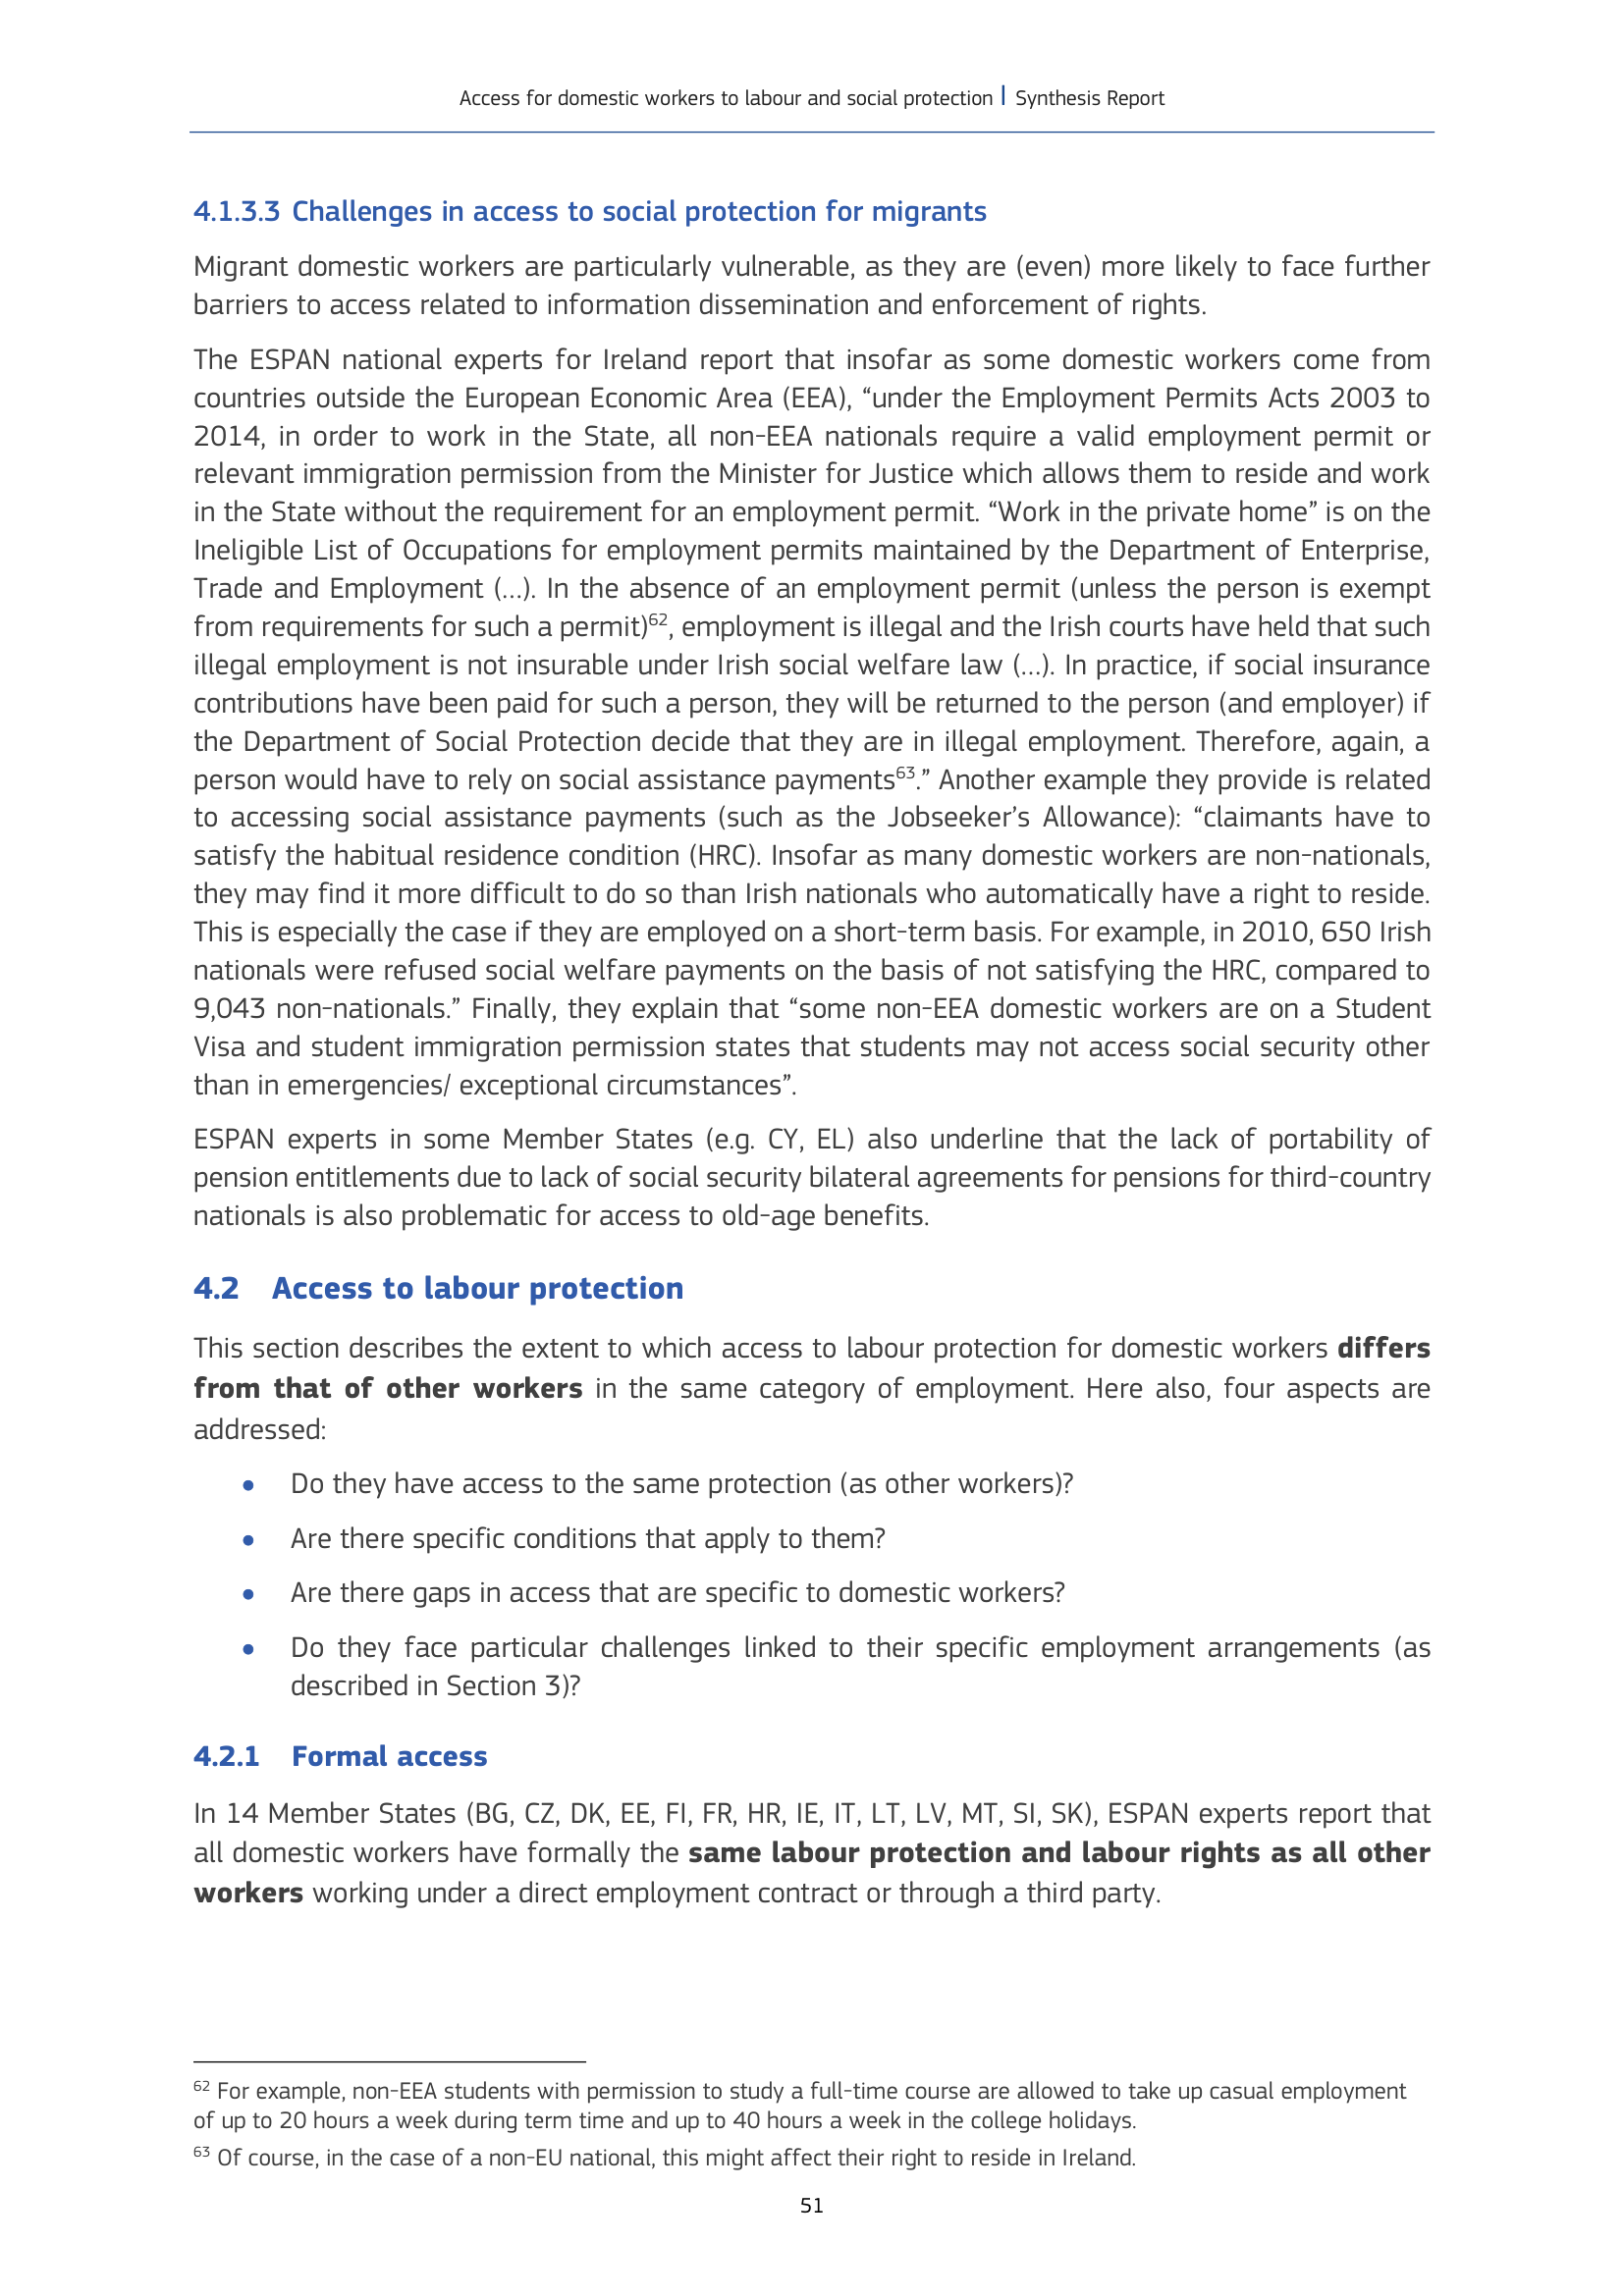 Access for domestic workers to labour and social protection | Synthesis Report
4.1.3.3 Challenges in access to social protection for migrants
Migrant domestic workers are particularly vulnerable, as they are (even) more likely to face further
barriers to access related to information dissemination and enforcement of rights.
The ESPAN national experts for Ireland report that insofar as some domestic workers come from
countries outside the European Economic Area (EEA), “under the Employment Permits Acts 2003 to
2014, in order to work in the State, all non-EEA nationals require a valid employment permit or
relevant immigration permission from the Minister for Justice which allows them to reside and work
in the State without the requirement for an employment permit. “Work in the private home” is on the
Ineligible List of Occupations for employment permits maintained by the Department of Enterprise,
Trade and Employment (…). In the absence of an employment permit (unless the person is exempt
from requirements for such a permit)62, employment is illegal and the Irish courts have held that such
illegal employment is not insurable under Irish social welfare law (…). In practice, if social insurance
contributions have been paid for such a person, they will be returned to the person (and employer) if
the Department of Social Protection decide that they are in illegal employment. Therefore, again, a
person would have to rely on social assistance payments63.” Another example they provide is related
to accessing social assistance payments (such as the Jobseeker’s Allowance): “claimants have to
satisfy the habitual residence condition (HRC). Insofar as many domestic workers are non-nationals,
they may find it more difficult to do so than Irish nationals who automatically have a right to reside.
This is especially the case if they are employed on a short-term basis. For example, in 2010, 650 Irish
nationals were refused social welfare payments on the basis of not satisfying the HRC, compared to
9,043 non-nationals.” Finally, they explain that “some non-EEA domestic workers are on a Student
Visa and student immigration permission states that students may not access social security other
than in emergencies/ exceptional circumstances”.
ESPAN experts in some Member States (e.g. CY, EL) also underline that the lack of portability of
pension entitlements due to lack of social security bilateral agreements for pensions for third-country
nationals is also problematic for access to old-age benefits.
4.2 Access to labour protection
This section describes the extent to which access to labour protection for domestic workers differs
from that of other workers in the same category of employment. Here also, four aspects are
addressed:
• Do they have access to the same protection (as other workers)?
• Are there specific conditions that apply to them?
• Are there gaps in access that are specific to domestic workers?
• Do they face particular challenges linked to their specific employment arrangements (as
described in Section 3)?
4.2.1 Formal access
In 14 Member States (BG, CZ, DK, EE, FI, FR, HR, IE, IT, LT, LV, MT, SI, SK), ESPAN experts report that
all domestic workers have formally the same labour protection and labour rights as all other
workers working under a direct employment contract or through a third party.
62 For example, non-EEA students with permission to study a full-time course are allowed to take up casual employment
of up to 20 hours a week during term time and up to 40 hours a week in the college holidays.
63 Of course, in the case of a non-EU national, this might affect their right to reside in Ireland.
51